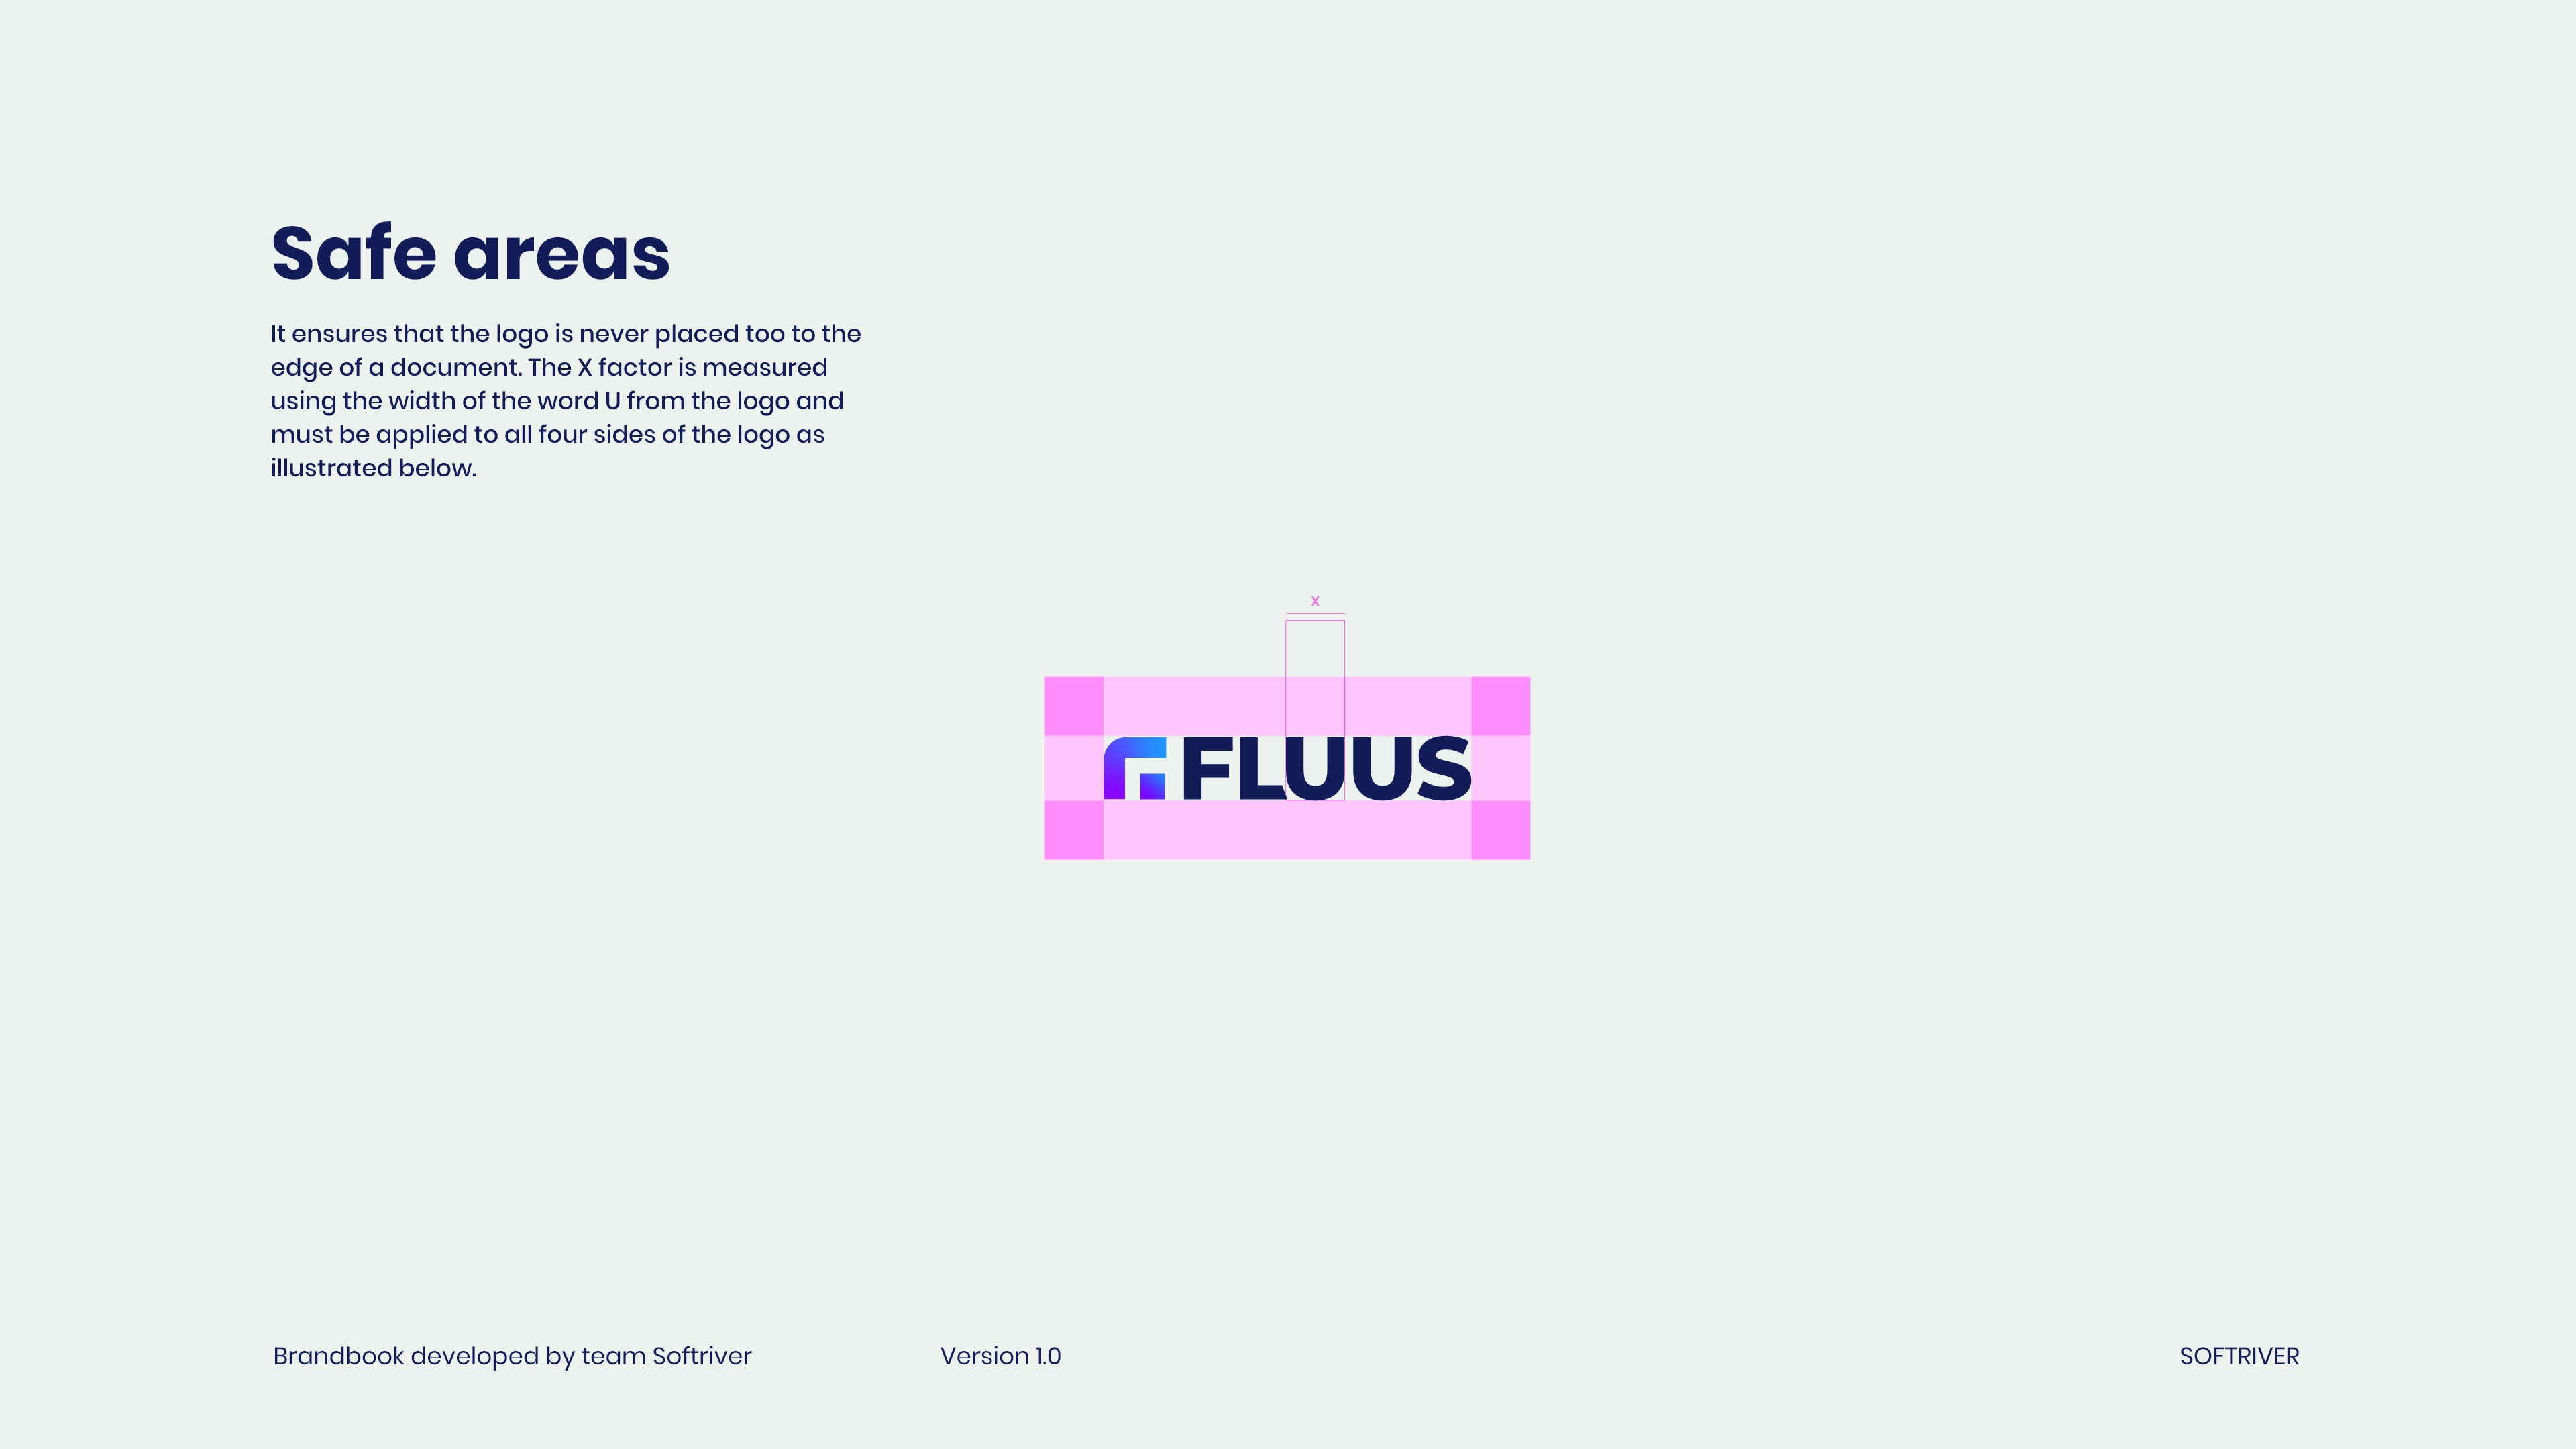 Safe areas
It ensures that the logo is never placed too to the
edge of a document. The X factor is measured
using the width of the word U from the logo and
must be applied to all four sides of the logo as
illustrated below.
X
FLUUS
Brandbook developed by team Softriver
Version 1.0
SOFTRIVER